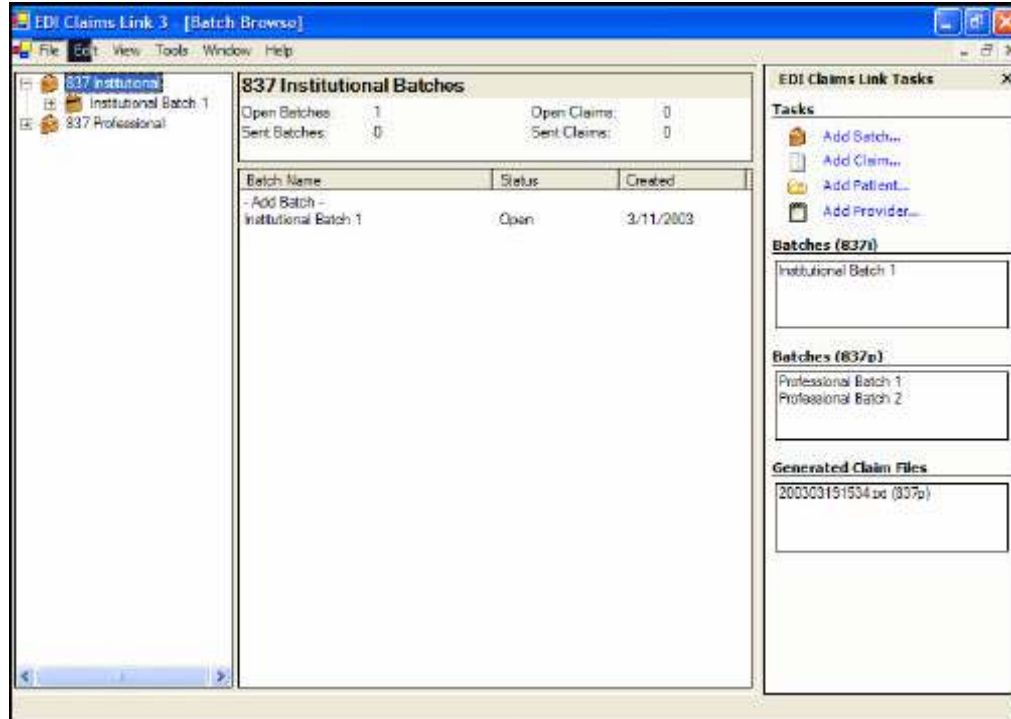 EDI Claims Link 3 - [Batch Browse]
File Edit View Tools Window Help
837 Institutional
Institutional Batch 1
837 Professional
837 Institutional Batches
Open Batches 1 Open Claims: 0
Sent Batches: 0 Sent Claims: 0
Batch Name Status Created
- Add Batch -
Institutional Batch 1 Open 3/11/2003
EDI Claims Link Tasks
Tasks
Add Batch...
Add Claim...
Add Patient...
Add Provider...
Batches (837i)
Institutional Batch 1
Batches (837p)
Professional Batch 1
Professional Batch 2
Generated Claim Files
200303191534.txt (837p)